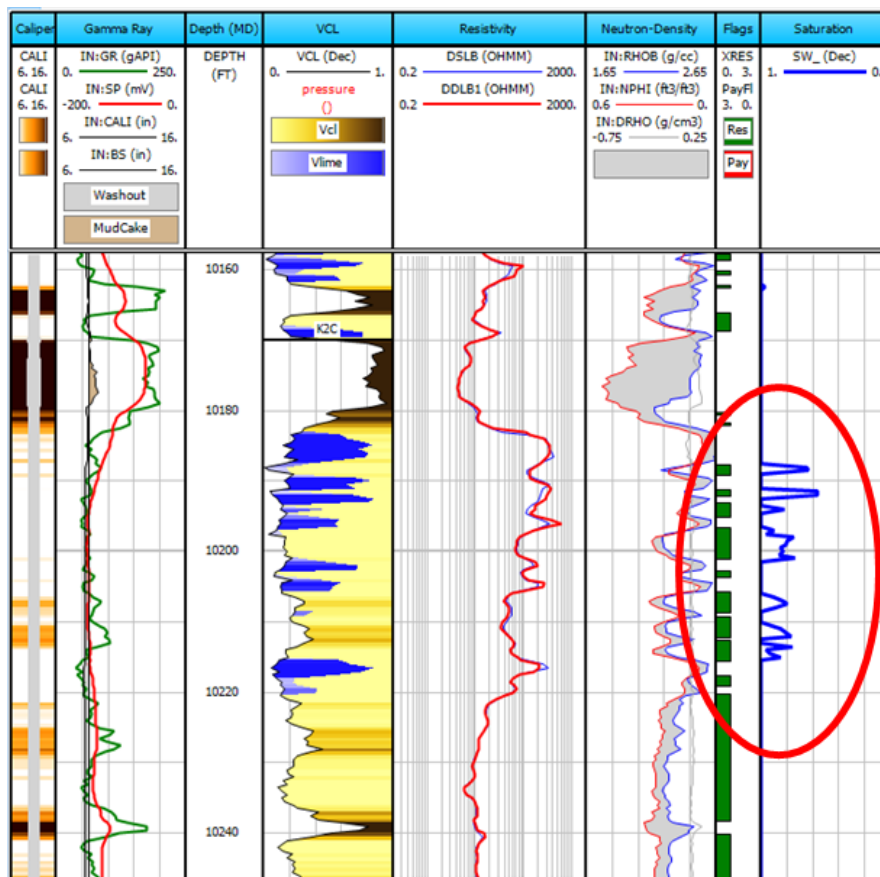 Caliper
Gamma Ray
Depth (MD)
VCL
Resistivity
Neutron-Density
Flags
Saturation
CALI
6. 16.
CALI
6. 16.
IN:GR (gAPI)
0. 250.
IN:SP (mV)
-200. 0.
IN:CALI (in)
6. 16.
IN:BS (in)
6. 16.
Washout
MudCake
DEPTH
(FT)
VCL (Dec)
0. 1.
pressure
()
Vcl
Vlime
DSLB (OHMM)
0.2 2000.
DDLB1 (OHMM)
0.2 2000.
IN:RHOB (g/cc)
1.65 2.65
IN:NPHI (ft3/ft3)
0.6 0.
IN:DRHO (g/cm3)
-0.75 0.25
XRES
0. 3.
PayFl
3. 0.
Res
Pay
SW_ (Dec)
1.
10160
K2C
10180
10200
10220
10240